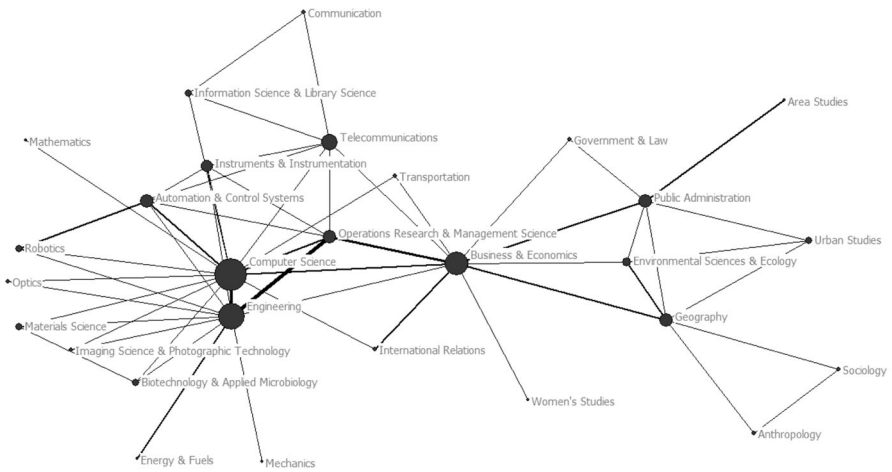 Communication
Information Science & Library Science
Area Studies
Telecommunications
Mathematics
Government & Law
Instruments & Instrumentation
Transportation
Automation & Control Systems
Public Administration
Operations Research & Management Science
Urban Studies
Robotics
Business & Economics
Computer Science
Environmental Sciences & Ecology
Optics
Engineering
Geography
Materials Science
Imaging Science & Photographic Technology
International Relations
Sociology
Biotechnology & Applied Microbiology
Women's Studies
Anthropology
Energy & Fuels
Mechanics